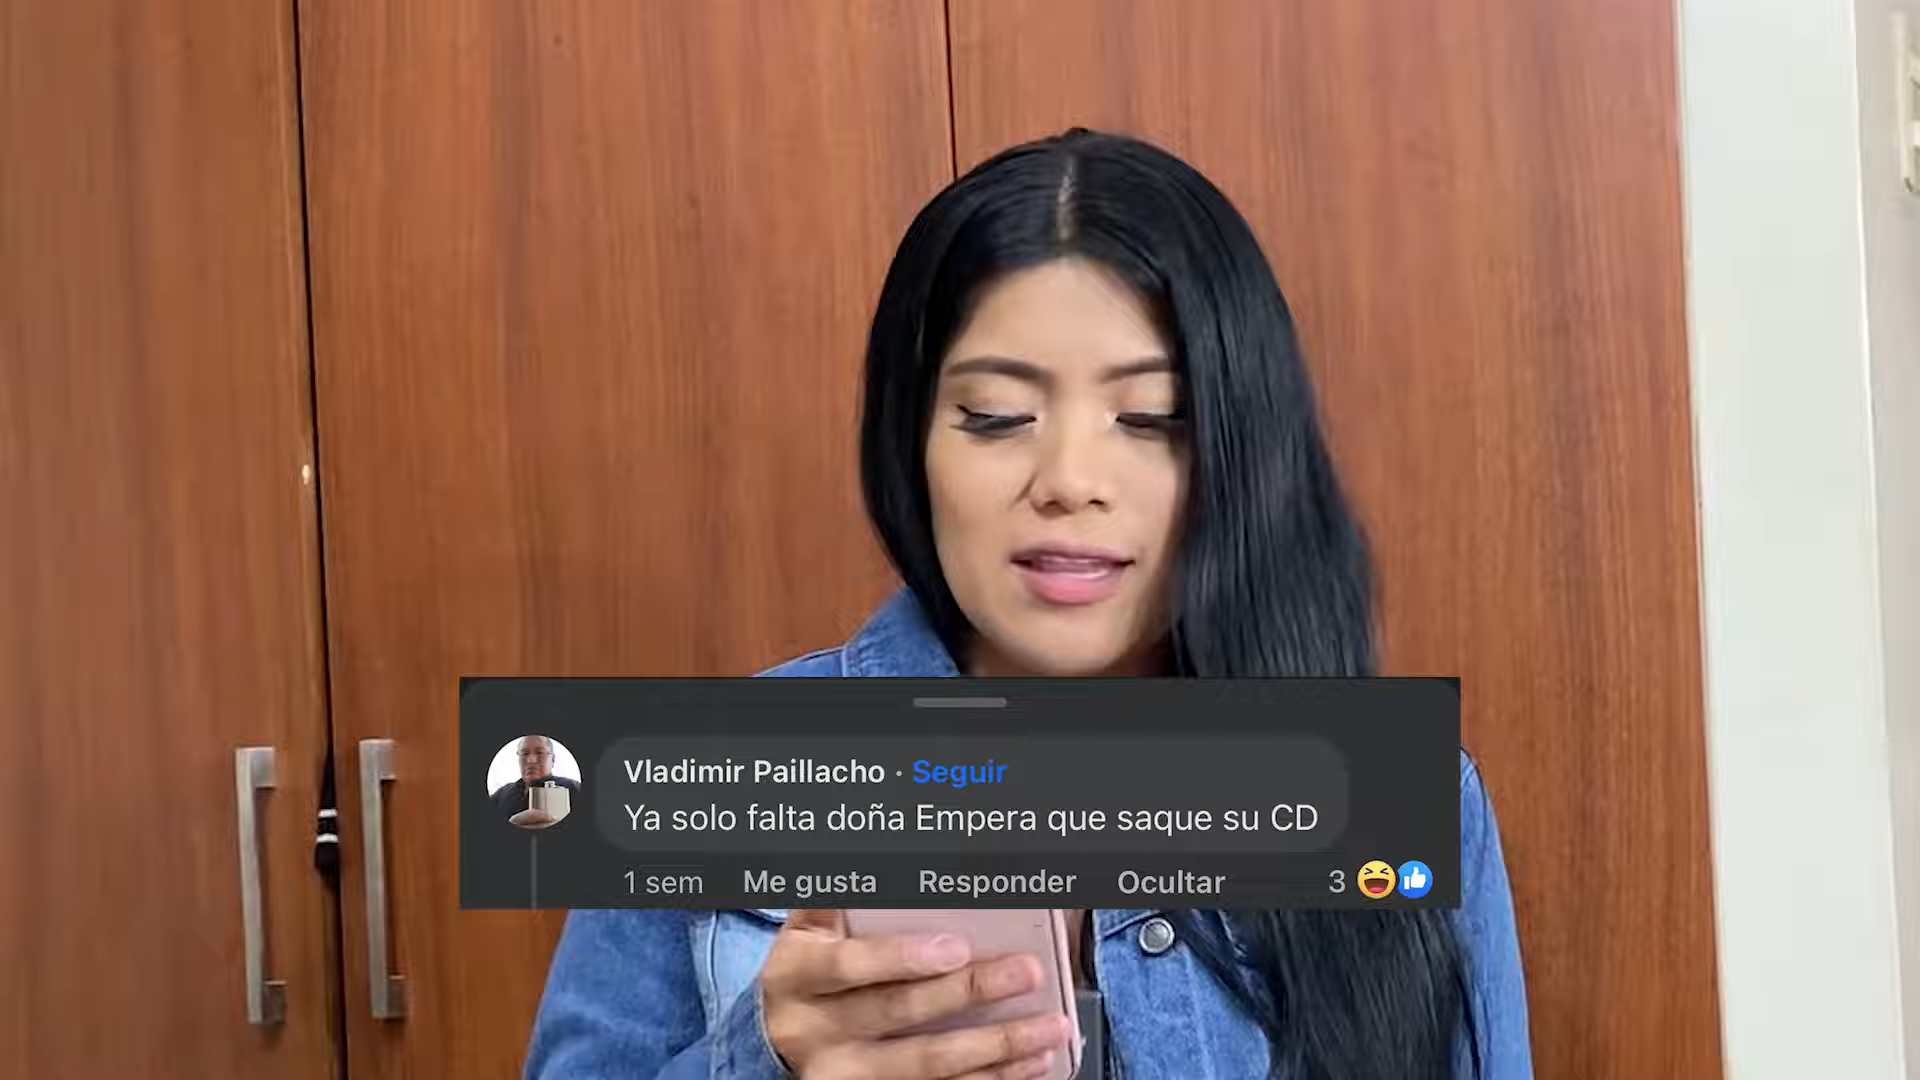 Vladimir Paillacho · Seguir
Ya solo falta doña Empera que saque su CD
1 sem Me gusta Responder Ocultar 3